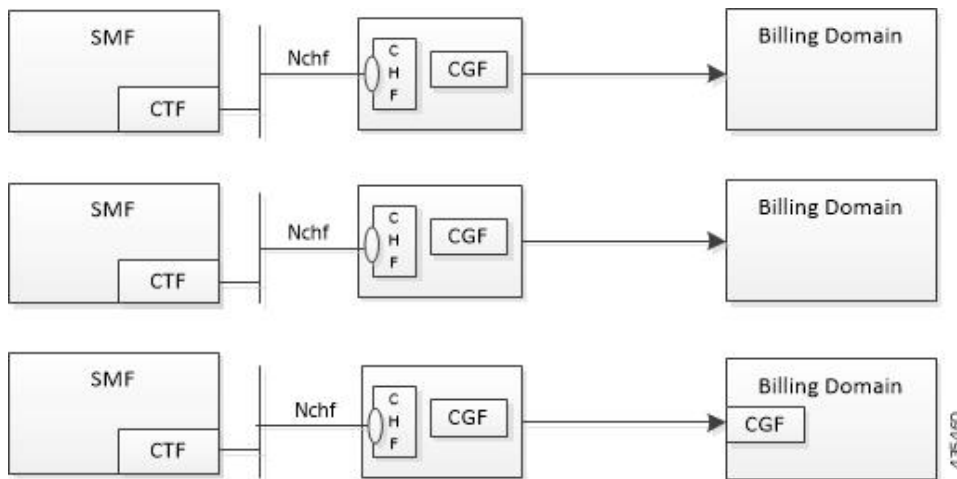 SMF
CTF
Nchf
C
H
F
CGF
Billing Domain
SMF
CTF
Nchf
C
H
F
CGF
Billing Domain
SMF
CTF
Nchf
C
H
F
CGF
Billing Domain
CGF